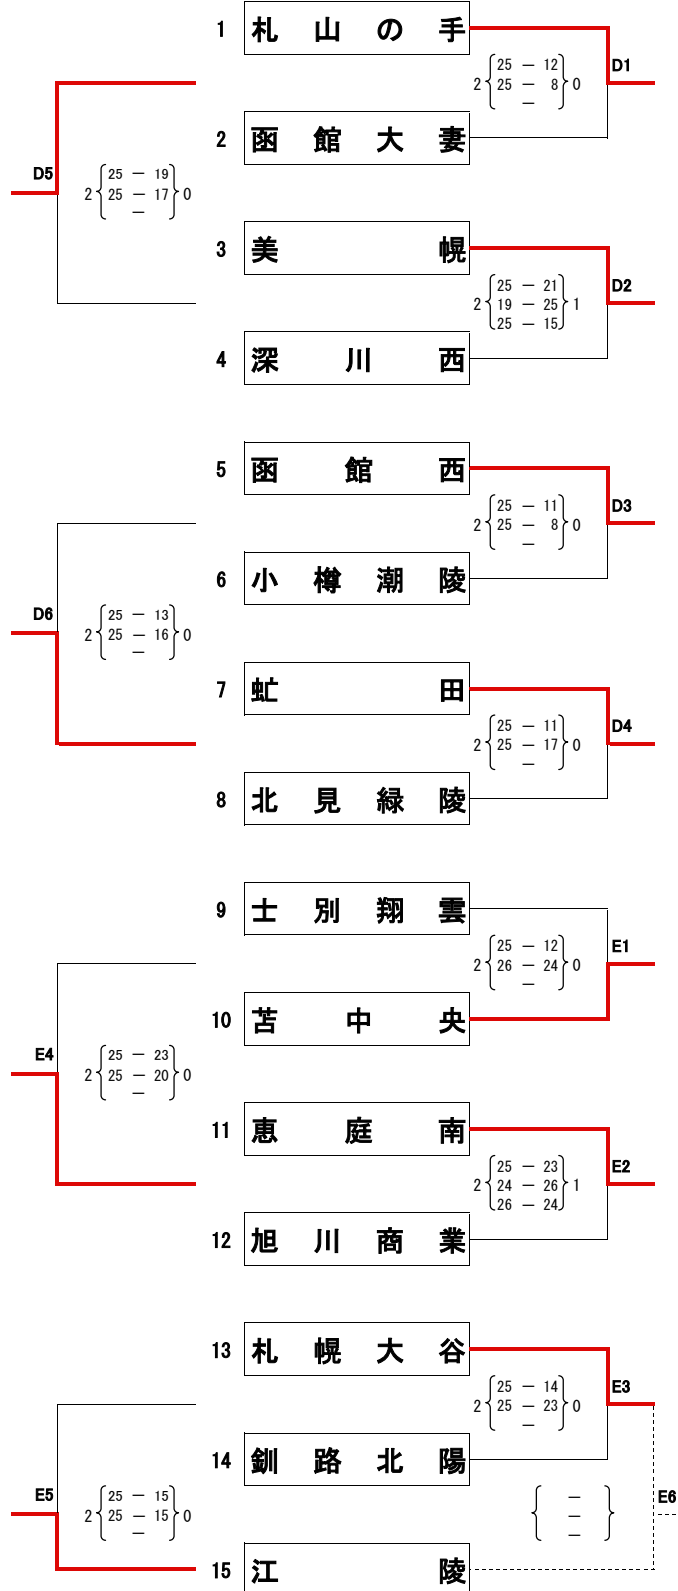 1 札山の手
25 － 12
2 25 － 8 0
－
D1
2 函館大妻
D5
25 － 19
2 25 － 17 0
－
3 美幌
25 － 21
2 19 － 25 1
25 － 15
D2
4 深川西
5 函館西
25 － 11
2 25 － 8 0
－
D3
6 小樽潮陵
D6
25 － 13
2 25 － 16 0
－
7 虻田
25 － 11
2 25 － 17 0
－
D4
8 北見緑陵
9 士別翔雲
25 － 12
2 26 － 24 0
－
E1
10 苫中央
E4
25 － 23
2 25 － 20 0
－
11 恵庭南
25 － 23
2 24 － 26 1
26 － 24
E2
12 旭川商業
13 札幌大谷
25 － 14
2 25 － 23 0
－
E3
14 釧路北陽
E5
25 － 15
2 25 － 15 0
－
－
－
－
E6
15 江陵